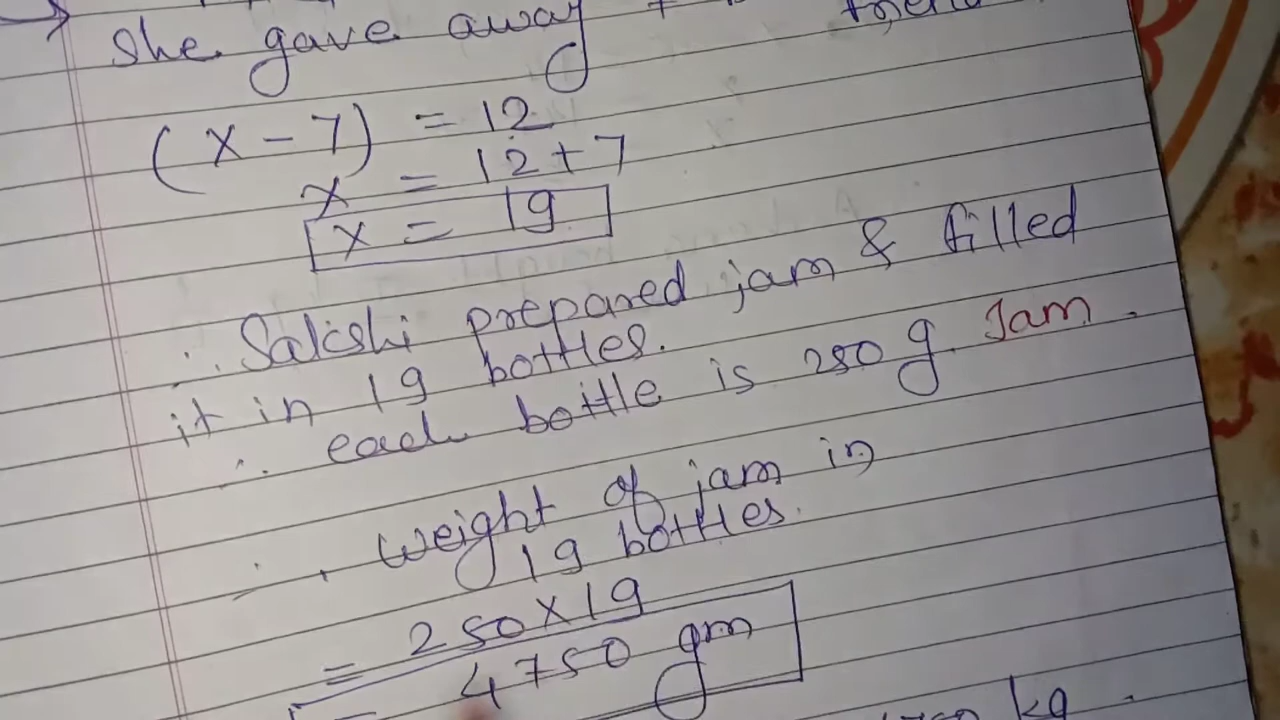 She gave away
(x - 7) = 12
x = 12 + 7
x = 19
∴ Sakshi prepared jam & filled
it in 19 bottles.
∴ each bottle is 250 g Jam.
∴ weight of jam in
19 bottles.
= 250 x 19
= 4750 gm
kg.